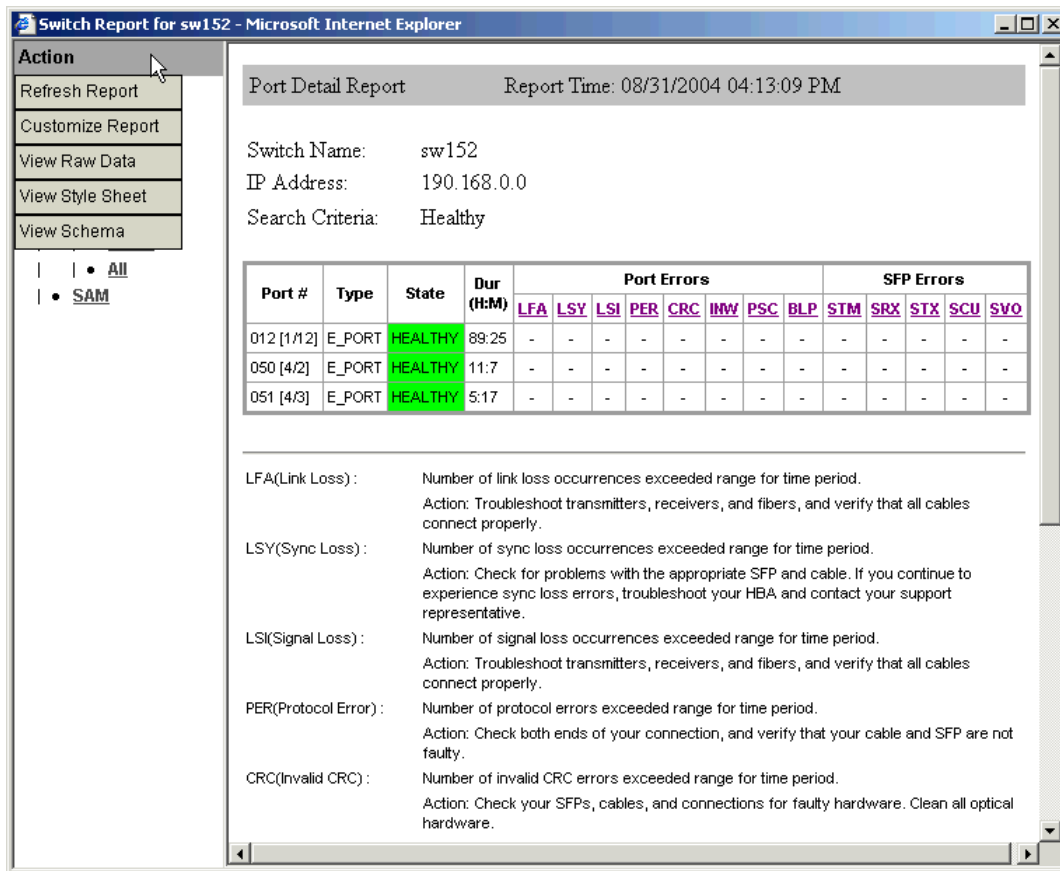 Switch Report for sw152 - Microsoft Internet Explorer
Action
Refresh Report
Customize Report
View Raw Data
View Style Sheet
View Schema
| | • All
| • SAM
Port Detail Report Report Time: 08/31/2004 04:13:09 PM
Switch Name: sw152
IP Address: 190.168.0.0
Search Criteria: Healthy
Port # Type State Dur (H:M) Port Errors SFP Errors
LFA LSY LSI PER CRC INW PSC BLP STM SRX STX SCU SVO
012 [1/12] E_PORT HEALTHY 89:25 - - - - - - - - - - - - -
050 [4/2] E_PORT HEALTHY 11:7 - - - - - - - - - - - - -
051 [4/3] E_PORT HEALTHY 5:17 - - - - - - - - - - - - -
LFA(Link Loss) : Number of link loss occurrences exceeded range for time period.
Action: Troubleshoot transmitters, receivers, and fibers, and verify that all cables
connect properly.
LSY(Sync Loss) : Number of sync loss occurrences exceeded range for time period.
Action: Check for problems with the appropriate SFP and cable. If you continue to
experience sync loss errors, troubleshoot your HBA and contact your support
representative.
LSI(Signal Loss) : Number of signal loss occurrences exceeded range for time period.
Action: Troubleshoot transmitters, receivers, and fibers, and verify that all cables
connect properly.
PER(Protocol Error) : Number of protocol errors exceeded range for time period.
Action: Check both ends of your connection, and verify that your cable and SFP are not
faulty.
CRC(Invalid CRC) : Number of invalid CRC errors exceeded range for time period.
Action: Check your SFPs, cables, and connections for faulty hardware. Clean all optical
hardware.